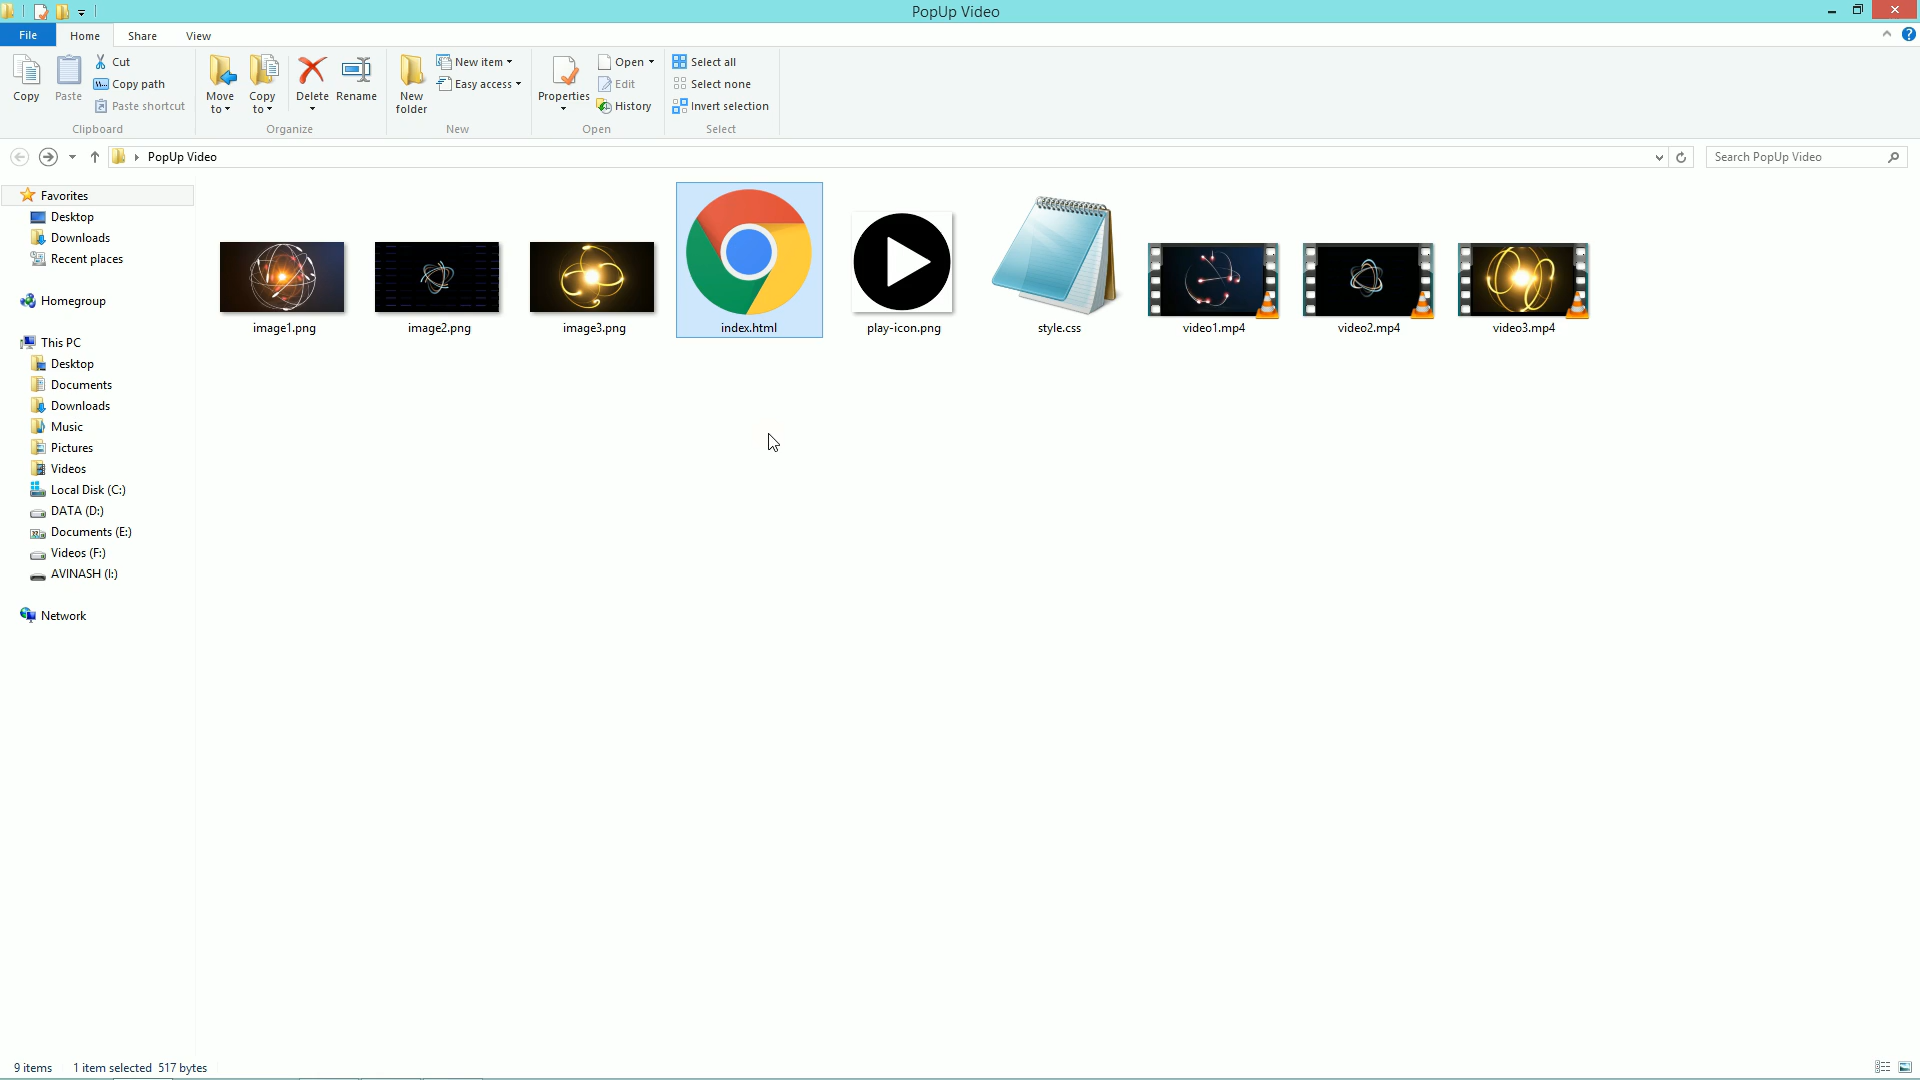 PopUp Video
File Home Share View
Copy
Paste
Cut
Copy path
Paste shortcut
Clipboard
Move to
Copy to
Delete
Rename
Organize
New folder
New item
Easy access
New
Properties
Open
Edit
History
Open
Select all
Select none
Invert selection
Select
PopUp Video
Search PopUp Video
Favorites
Desktop
Downloads
Recent places
Homegroup
This PC
Desktop
Documents
Downloads
Music
Pictures
Videos
Local Disk (C:)
DATA (D:)
Documents (E:)
Videos (F:)
AVINASH (I:)
Network
image1.png
image2.png
image3.png
index.html
play-icon.png
style.css
video1.mp4
video2.mp4
video3.mp4
9 items 1 item selected 517 bytes